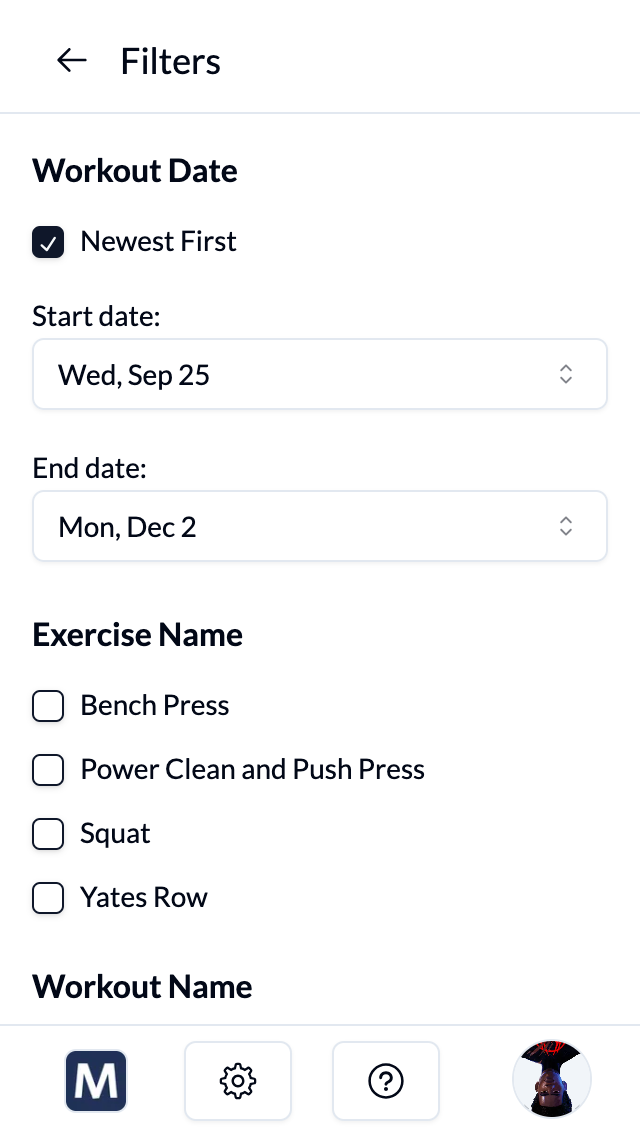 Filters
Workout Date
Newest First
Start date:
Wed, Sep 25
End date:
Mon, Dec 2
Exercise Name
Bench Press
Power Clean and Push Press
Squat
Yates Row
Workout Name
M
?